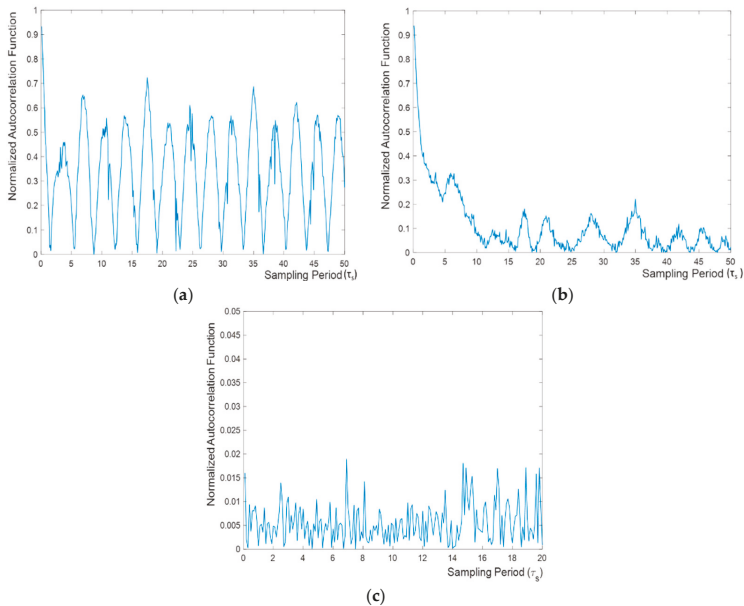 Normalized Autocorrelation Function
1
0.9
0.8
0.7
0.6
0.5
0.4
0.3
0.2
0.1
0
0 5 10 15 20 25 30 35 40 45 50
Sampling Period (τs)
(a)
Normalized Autocorrelation Function
1
0.9
0.8
0.7
0.6
0.5
0.4
0.3
0.2
0.1
0
0 5 10 15 20 25 30 35 40 45 50
Sampling Period (τs)
(b)
Normalized Autocorrelation Function
0.05
0.045
0.04
0.035
0.03
0.025
0.02
0.015
0.01
0.005
0
0 2 4 6 8 10 12 14 16 18 20
Sampling Period (τs)
(c)